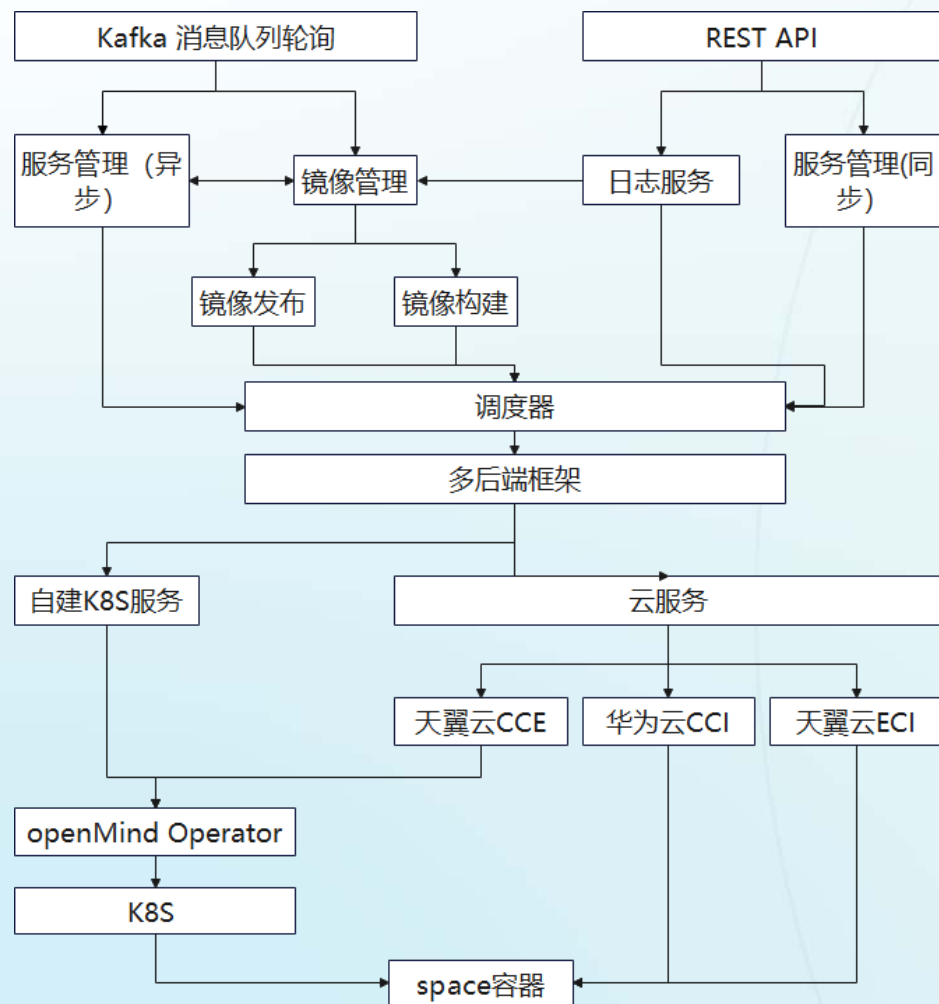 Kafka 消息队列轮询
REST API
服务管理（异
步）
镜像管理
日志服务
服务管理(同
步)
镜像发布
镜像构建
调度器
多后端框架
自建K8S服务
云服务
天翼云CCE
华为云CCI
天翼云ECI
openMind Operator
K8S
space容器